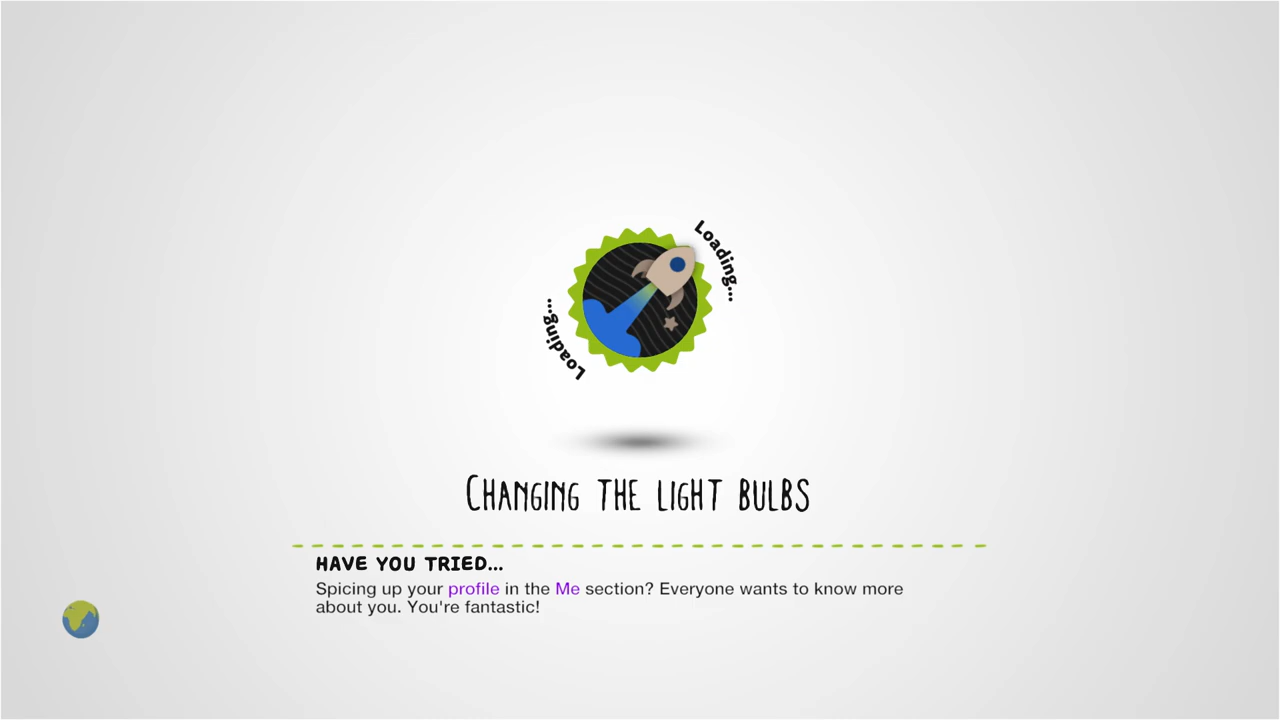 Loading...
Loading...
CHANGING THE LIGHT BULBS
HAVE YOU TRIED...
Spicing up your profile in the Me section? Everyone wants to know more
about you. You're fantastic!